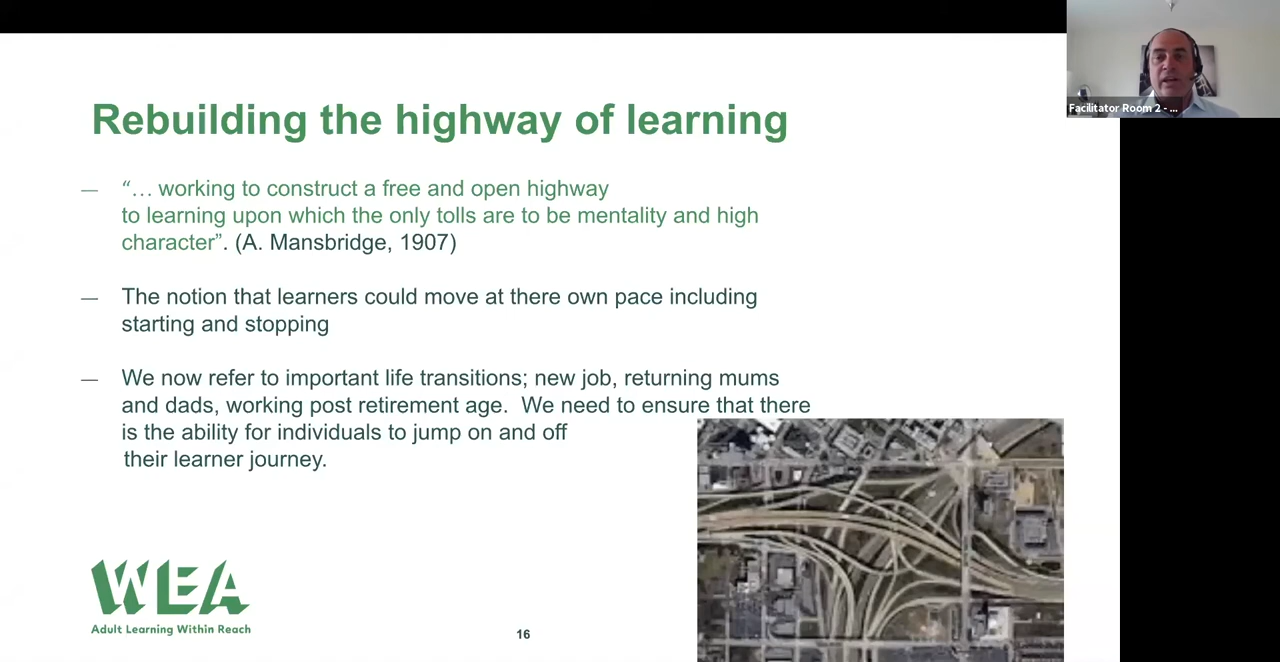 Rebuilding the highway of learning
— “… working to construct a free and open highway
to learning upon which the only tolls are to be mentality and high
character”. (A. Mansbridge, 1907)
— The notion that learners could move at there own pace including
starting and stopping
— We now refer to important life transitions; new job, returning mums
and dads, working post retirement age.  We need to ensure that there
is the ability for individuals to jump on and off
their learner journey.
WEA
Adult Learning Within Reach
16
Facilitator Room 2 - ...